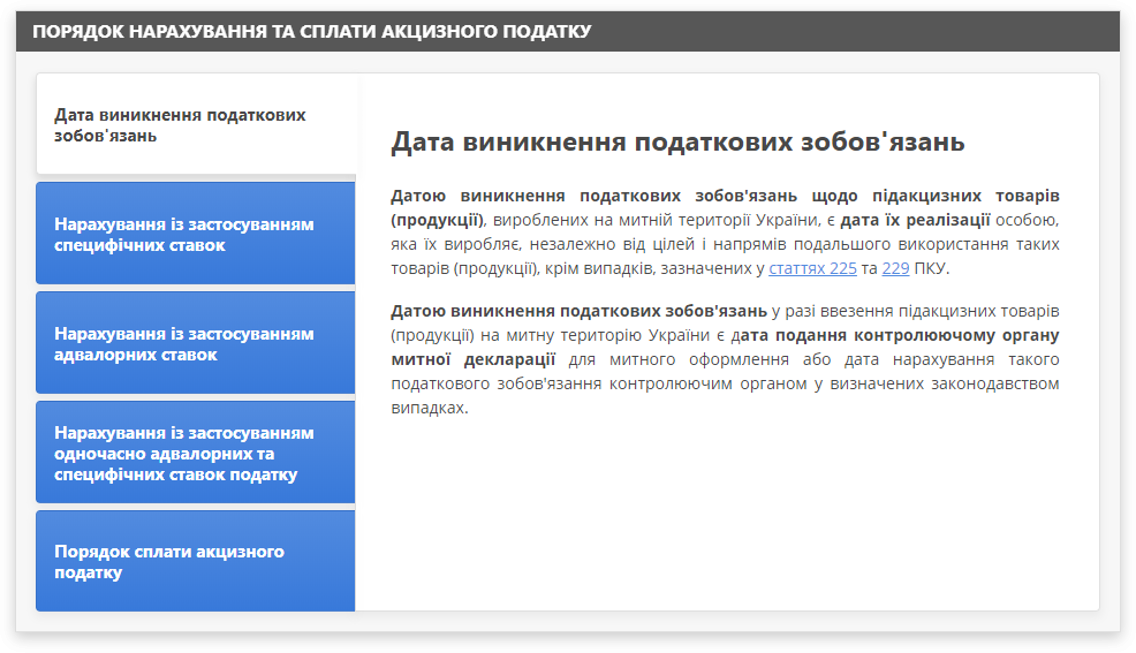 ПОРЯДОК НАРАХУВАННЯ ТА СПЛАТИ АКЦИЗНОГО ПОДАТКУ
Дата виникнення податкових
зобов'язань
Нарахування із застосуванням
специфічних ставок
Нарахування із застосуванням
адвалорних ставок
Нарахування із застосуванням
одночасно адвалорних та
специфічних ставок податку
Порядок сплати акцизного
податку
Дата виникнення податкових зобов'язань
Датою виникнення податкових зобов'язань щодо підакцизних товарів
(продукції), вироблених на митній території України, є дата їх реалізації особою,
яка їх виробляє, незалежно від цілей і напрямів подальшого використання таких
товарів (продукції), крім випадків, зазначених у статтях 225 та 229 ПКУ.
Датою виникнення податкових зобов'язань у разі ввезення підакцизних товарів
(продукції) на митну територію України є дата подання контролюючому органу
митної декларації для митного оформлення або дата нарахування такого
податкового зобов'язання контролюючим органом у визначених законодавством
випадках.